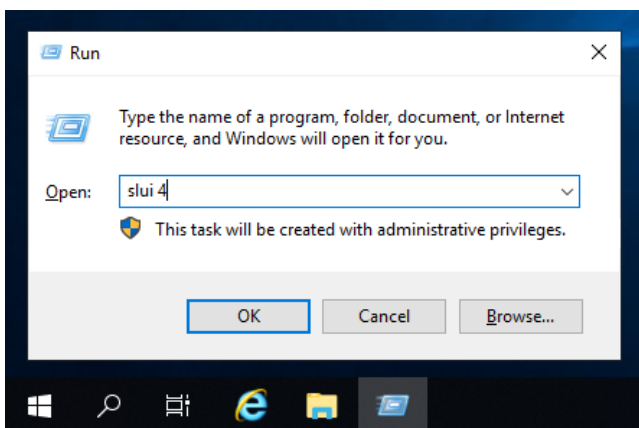 Run
Type the name of a program, folder, document, or Internet
resource, and Windows will open it for you.
Open:
slui 4
This task will be created with administrative privileges.
OK
Cancel
Browse...